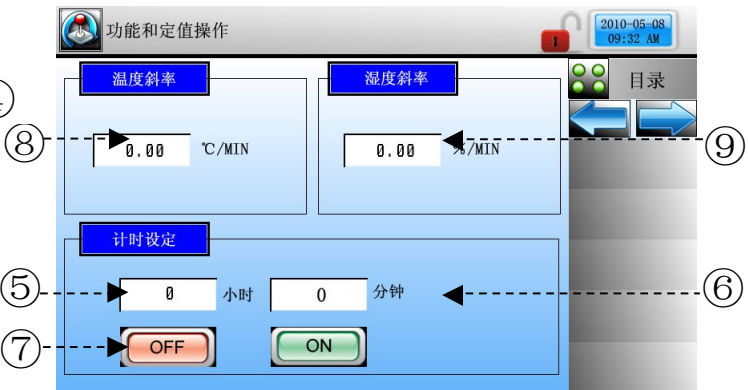 功能和定值操作
2010-05-08
09:32 AM
温度斜率
湿度斜率
目录
⑧
0.00 ℃/MIN
0.00 %/MIN
⑨
计时设定
⑤
0 小时
0 分钟
⑥
⑦
OFF
ON